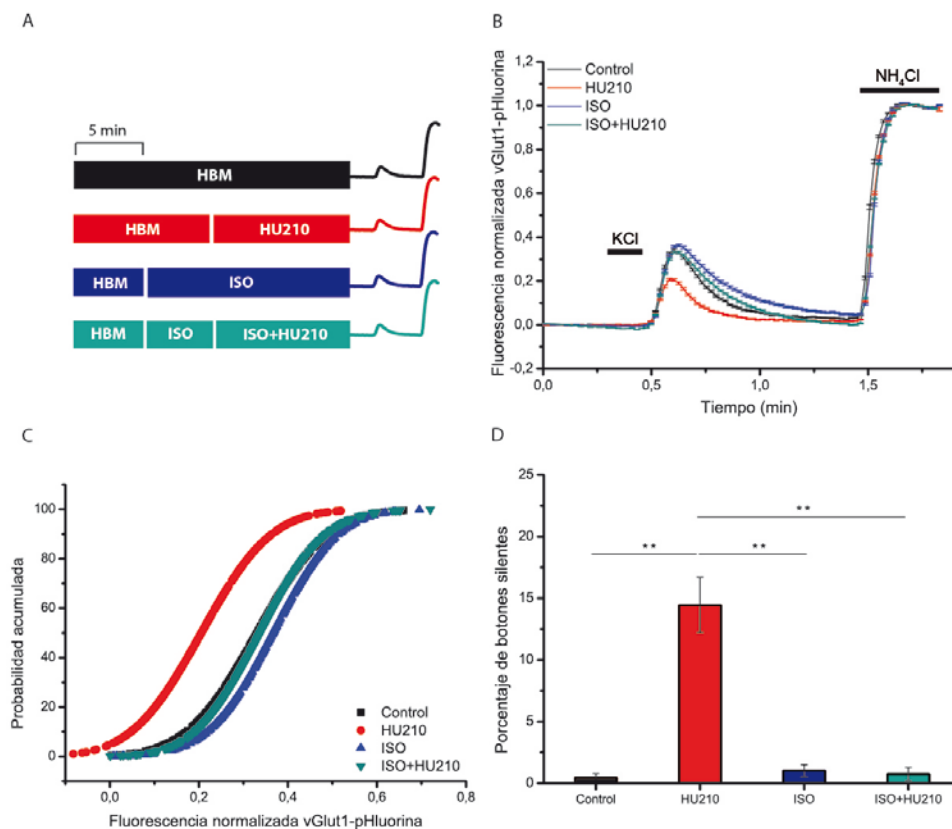 A
5 min
HBM
HBM HU210
HBM ISO
HBM ISO ISO+HU210
B
Fluorescencia normalizada vGlut1-pHluorina
1,2
1,0
0,8
0,6
0,4
0,2
0,0
-0,2
Control
HU210
ISO
ISO+HU210
KCl
NH₄Cl
0,0 0,5 1,0 1,5
Tiempo (min)
C
Probabilidad acumulada
100
80
60
40
20
0
Control
HU210
ISO
ISO+HU210
0,0 0,2 0,4 0,6 0,8
Fluorescencia normalizada vGlut1-pHluorina
D
Porcentaje de botones silentes
25
20
15
10
5
0
**
** **
Control HU210 ISO ISO+HU210